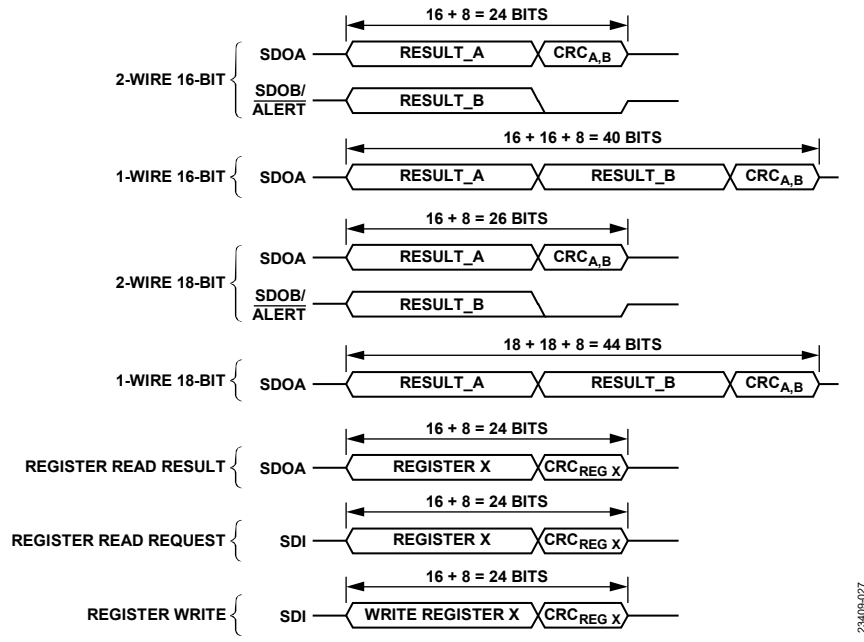 16 + 8 = 24 BITS
2-WIRE 16-BIT
SDOA
RESULT_A
CRCA,B
SDOB/
ALERT
RESULT_B
16 + 16 + 8 = 40 BITS
1-WIRE 16-BIT
SDOA
RESULT_A
RESULT_B
CRCA,B
16 + 8 = 26 BITS
2-WIRE 18-BIT
SDOA
RESULT_A
CRCA,B
SDOB/
ALERT
RESULT_B
18 + 18 + 8 = 44 BITS
1-WIRE 18-BIT
SDOA
RESULT_A
RESULT_B
CRCA,B
16 + 8 = 24 BITS
REGISTER READ RESULT
SDOA
REGISTER X
CRCREG X
16 + 8 = 24 BITS
REGISTER READ REQUEST
SDI
REGISTER X
CRCREG X
16 + 8 = 24 BITS
REGISTER WRITE
SDI
WRITE REGISTER X
CRCREG X
23409-027